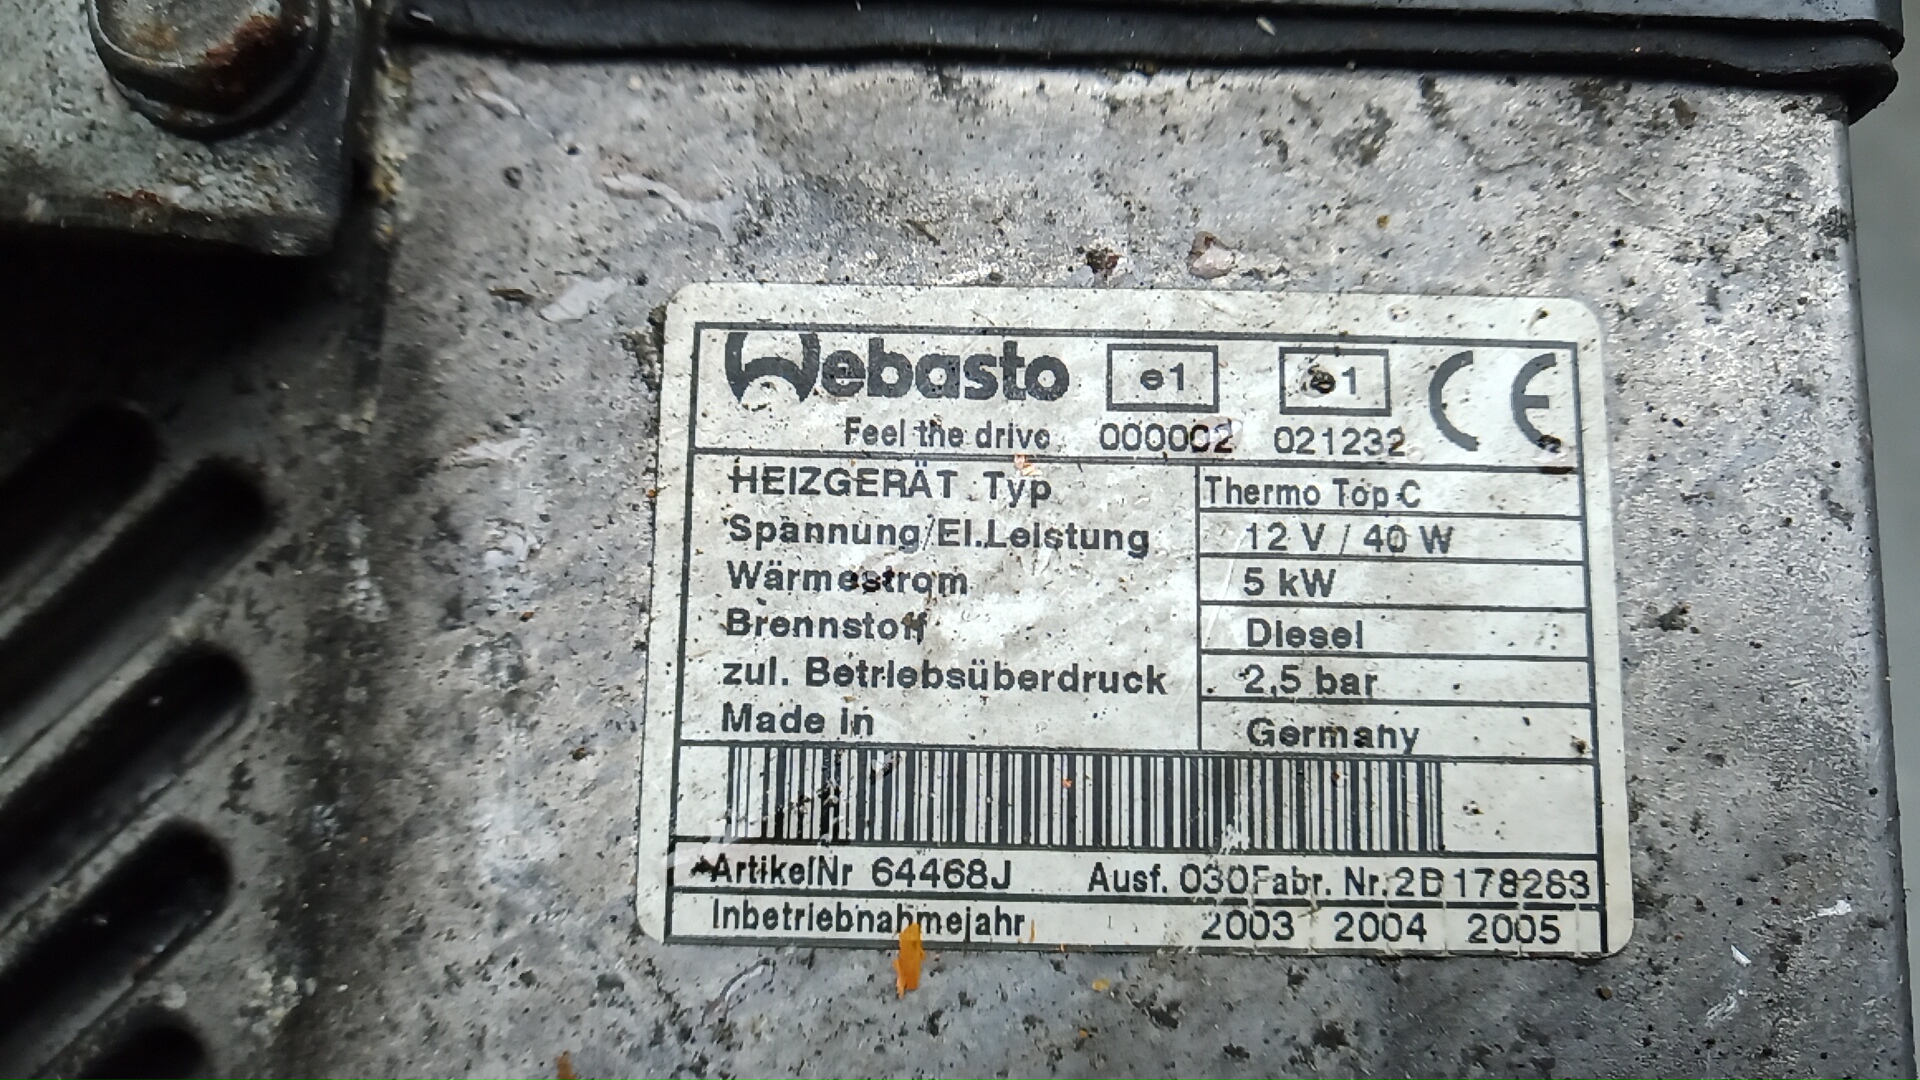 Webasto e1 e1 CE
Feel the drive 000002 021232
HEIZGERÄT Typ Thermo Top C
Spannung/El.Leistung 12 V / 40 W
Wärmestrom 5 kW
Brennstoff Diesel
zul. Betriebsüberdruck 2,5 bar
Made in Germany
ArtikelNr 64468J Ausf. 030 Fabr. Nr.
Inbetriebnahmejahr 2003 2004 2005